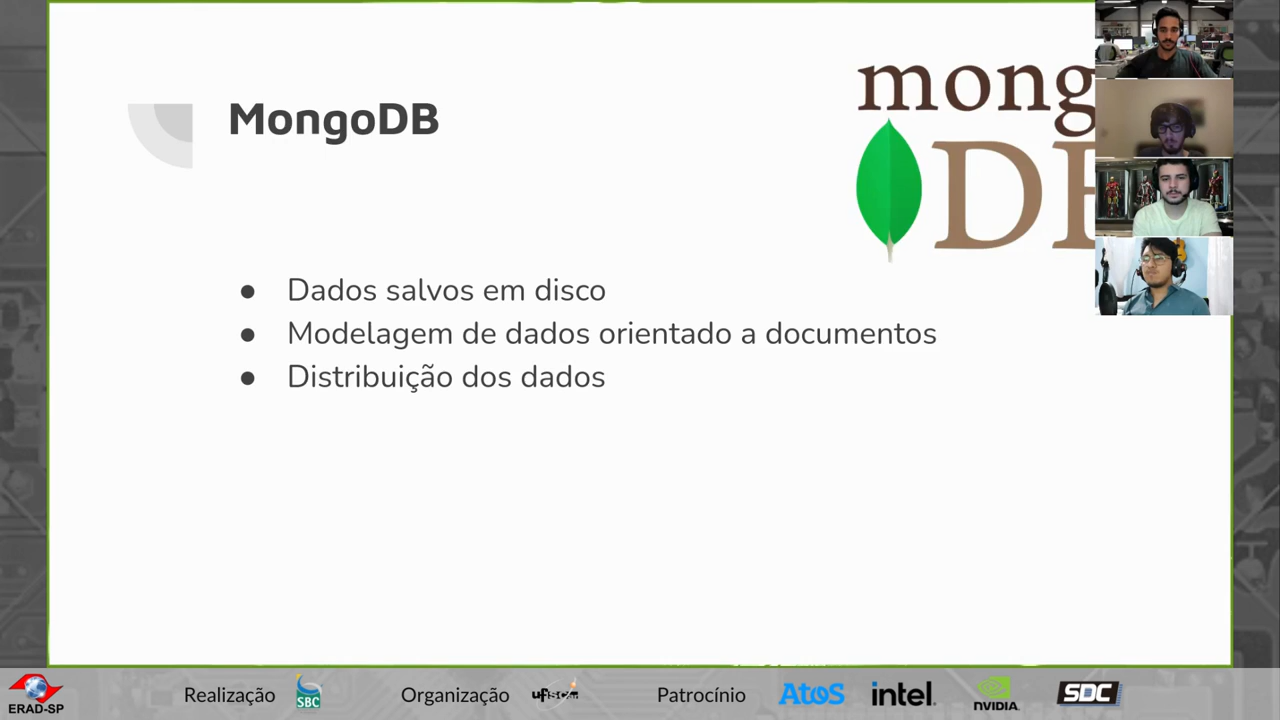 mong
DB
MongoDB
● Dados salvos em disco
● Modelagem de dados orientado a documentos
● Distribuição dos dados
ERAD-SP
Realização
SBC
Organização
ufscar
Patrocínio
Atos
intel.
NVIDIA.
SDC